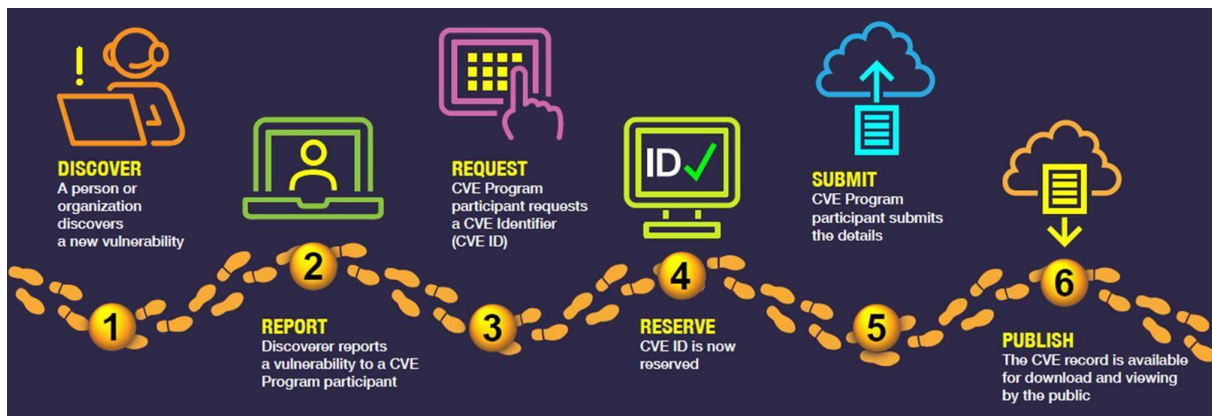 !
DISCOVER
A person or
organization
discovers
a new vulnerability
1
2
REPORT
Discoverer reports
a vulnerability to a CVE
Program participant
REQUEST
CVE Program
participant requests
a CVE Identifier
(CVE ID)
3
ID
4
RESERVE
CVE ID is now
reserved
SUBMIT
CVE Program
participant submits
the details
5
6
PUBLISH
The CVE record is available
for download and viewing
by the public